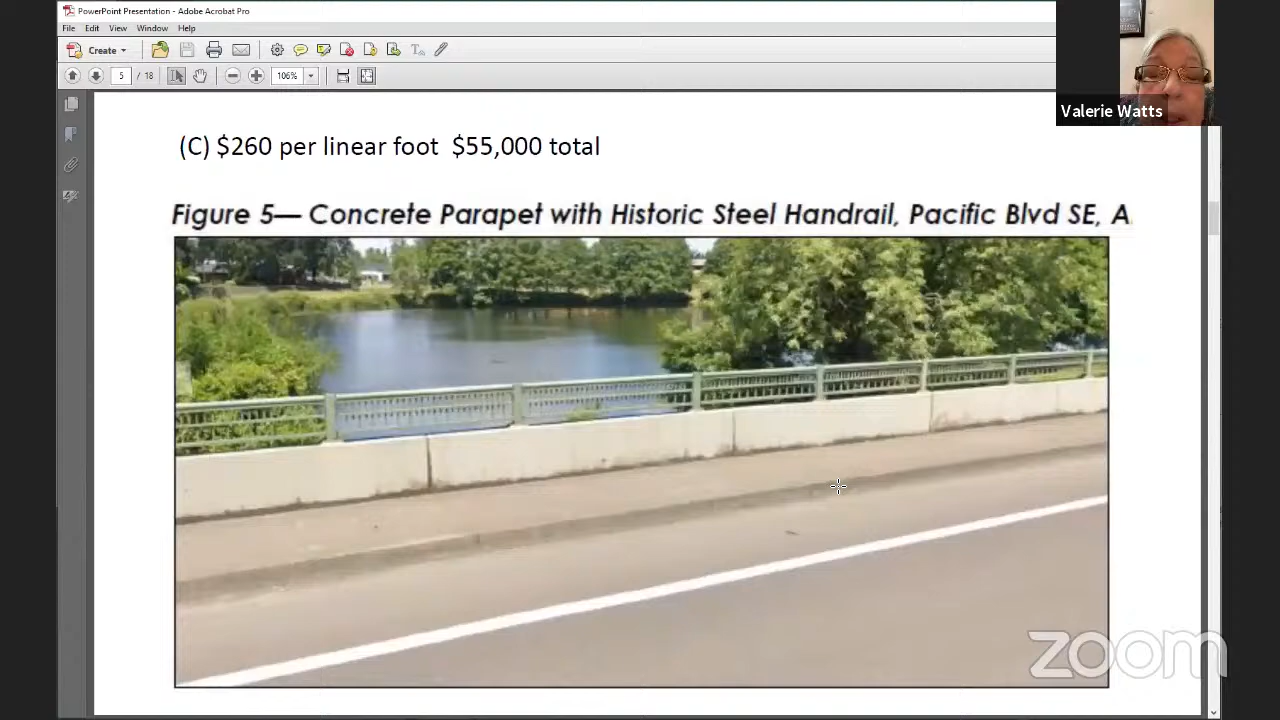 PowerPoint Presentation - Adobe Acrobat Pro
File Edit View Window Help
Create
5 / 18 106%
Valerie Watts
(C) $260 per linear foot $55,000 total
Figure 5— Concrete Parapet with Historic Steel Handrail, Pacific Blvd SE, A
zoom